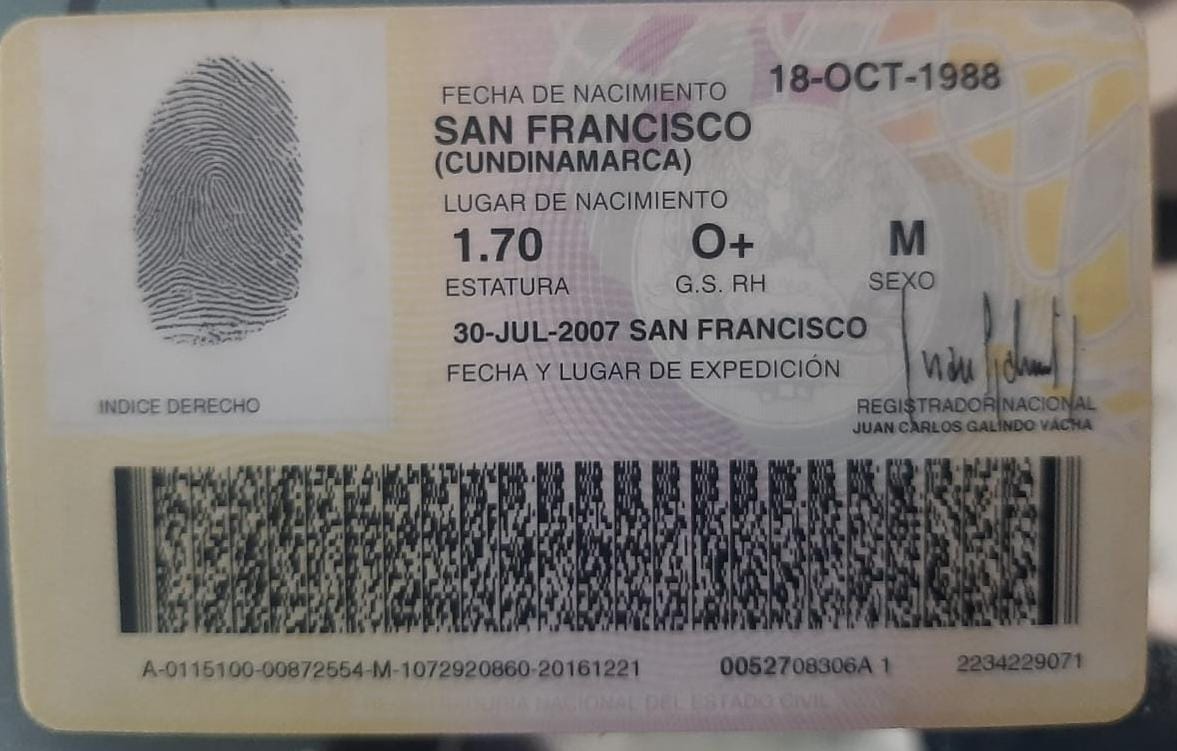 18-OCT-1988
FECHA DE NACIMIENTO
SAN FRANCISCO
(CUNDINAMARCA)
LUGAR DE NACIMIENTO
1.70 O+ M
ESTATURA G.S. RH SEXO
30-JUL-2007 SAN FRANCISCO
FECHA Y LUGAR DE EXPEDICIÓN
INDICE DERECHO
REGISTRADOR NACIONAL
JUAN CARLOS GALINDO VÁCHA
A-0115100-00872554-M-1072920860-20161221 0052708306A 1 2234229071
NACIONAL DEL ESTADO CIVIL